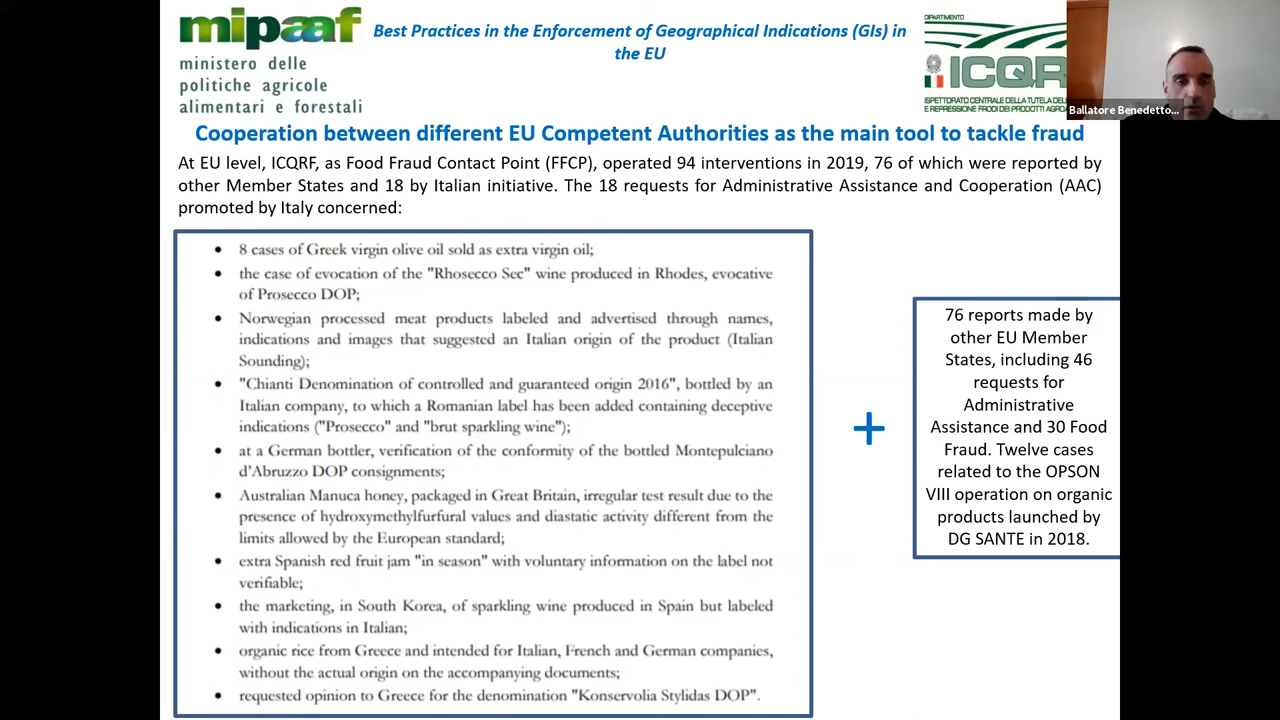 mipaaf
ministero delle
politiche agricole
alimentari e forestali
Best Practices in the Enforcement of Geographical Indications (GIs) in
the EU
DIPARTIMENTO
ICQR
ISPETTORATO CENTRALE DELLA TUTELA DEL
E REPRESSIONE FRODI DEI PRODOTTI AGRO
Ballatore Benedetto...
Cooperation between different EU Competent Authorities as the main tool to tackle fraud
At EU level, ICQRF, as Food Fraud Contact Point (FFCP), operated 94 interventions in 2019, 76 of which were reported by
other Member States and 18 by Italian initiative. The 18 requests for Administrative Assistance and Cooperation (AAC)
promoted by Italy concerned:
• 8 cases of Greek virgin olive oil sold as extra virgin oil;
• the case of evocation of the "Rhosecco Sec" wine produced in Rhodes, evocative
of Prosecco DOP;
• Norwegian processed meat products labeled and advertised through names,
indications and images that suggested an Italian origin of the product (Italian
Sounding);
• "Chianti Denomination of controlled and guaranteed origin 2016", bottled by an
Italian company, to which a Romanian label has been added containing deceptive
indications ("Prosecco" and "brut sparkling wine");
• at a German bottler, verification of the conformity of the bottled Montepulciano
d'Abruzzo DOP consignments;
• Australian Manuca honey, packaged in Great Britain, irregular test result due to the
presence of hydroxymethylfurfural values and diastatic activity different from the
limits allowed by the European standard;
• extra Spanish red fruit jam "in season" with voluntary information on the label not
verifiable;
• the marketing, in South Korea, of sparkling wine produced in Spain but labeled
with indications in Italian;
• organic rice from Greece and intended for Italian, French and German companies,
without the actual origin on the accompanying documents;
• requested opinion to Greece for the denomination "Konservolia Stylidas DOP".
+
76 reports made by
other EU Member
States, including 46
requests for
Administrative
Assistance and 30 Food
Fraud. Twelve cases
related to the OPSON
VIII operation on organic
products launched by
DG SANTE in 2018.